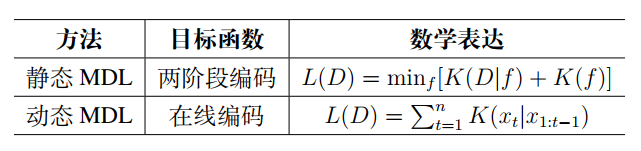 方法 目标函数 数学表达
静态 MDL 两阶段编码 L(D) = min_f[K(D|f) + K(f)]
动态 MDL 在线编码 L(D) = ∑_{t=1}^{n} K(x_t|x_{1:t−1})